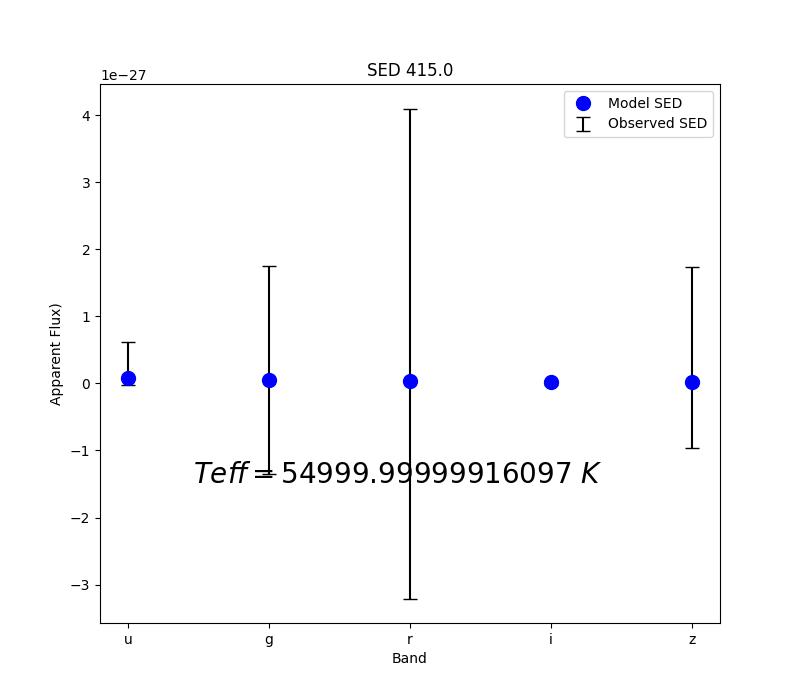 SED 415.0
1e−27
Model SED
Observed SED
4
3
2
1
0
−1
−2
−3
Apparent Flux)
Teff = 54999.99999916097 K
u g r i z
Band